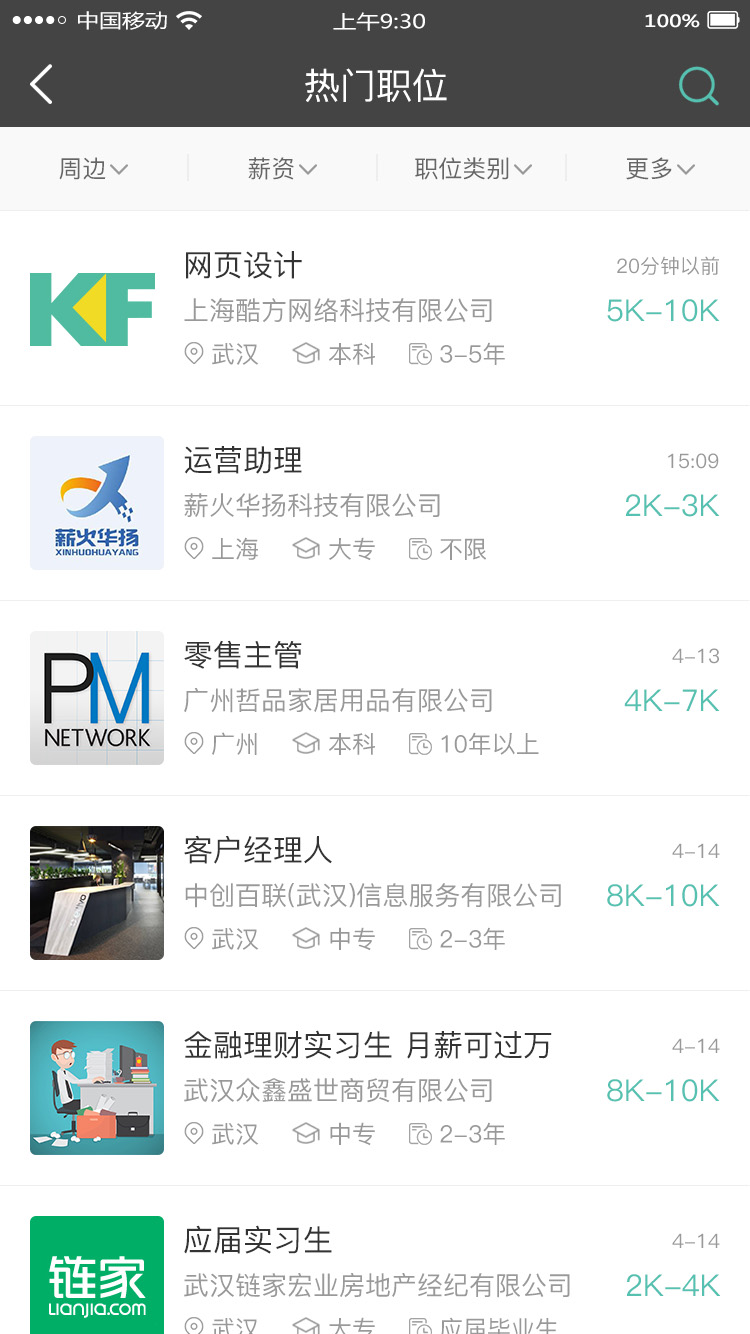 中国移动 上午9:30 100%
热门职位
周边 薪资 职位类别 更多
KF
网页设计 20分钟以前
上海酷方网络科技有限公司 5K-10K
武汉 本科 3-5年
运营助理 15:09
薪火华扬科技有限公司 2K-3K
上海 大专 不限
薪火华扬
XINHUOHUAYANG
零售主管 4-13
广州哲品家居用品有限公司 4K-7K
广州 本科 10年以上
PM
NETWORK
客户经理人 4-14
中创百联(武汉)信息服务有限公司 8K-10K
武汉 中专 2-3年
金融理财实习生 月薪可过万 4-14
武汉众鑫盛世商贸有限公司 8K-10K
武汉 中专 2-3年
应届实习生 4-14
武汉链家宏业房地产经纪有限公司 2K-4K
武汉 大专 应届毕业生
链家
Lianjia.com